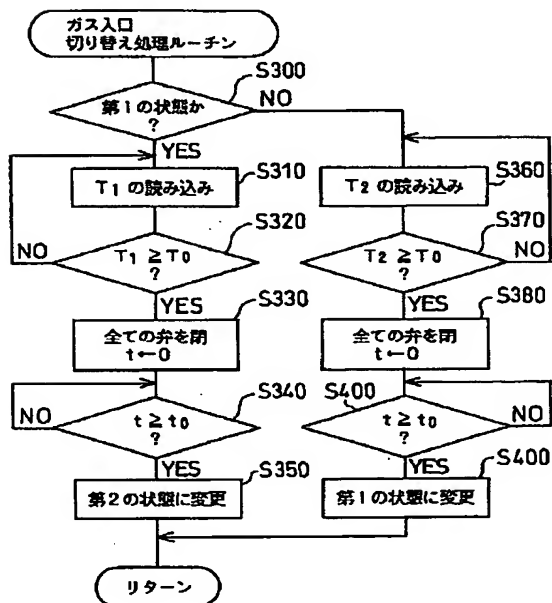 ガス入口
切り替え処理ルーチン
S300
第1の状態か
?
NO
YES
S310
T1の読み込み
S320
T1≧T0
?
NO
YES
S330
全ての弁を閉
t←0
S340
t≧t0
?
NO
YES
S350
第2の状態に変更
S360
T2の読み込み
S370
T2≧T0
?
NO
YES
S380
全ての弁を閉
t←0
S400
t≧t0
?
NO
YES
S400
第1の状態に変更
リターン